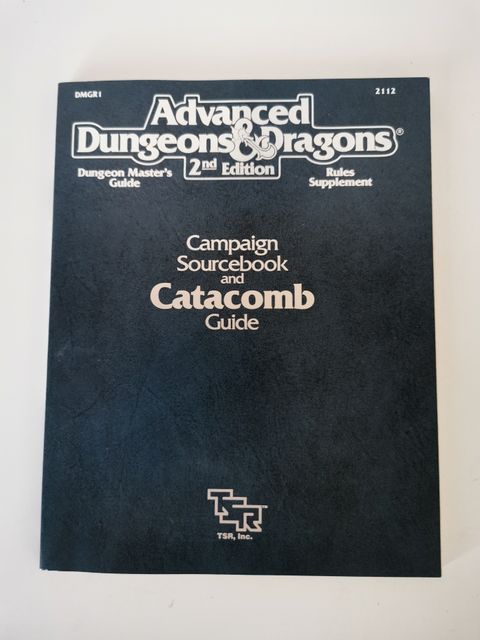 DMGR1 2112
Advanced
Dungeons & Dragons®
2nd Edition
Dungeon Master's
Guide
Rules
Supplement
Campaign
Sourcebook
and
Catacomb
Guide
TSR™
TSR, Inc.